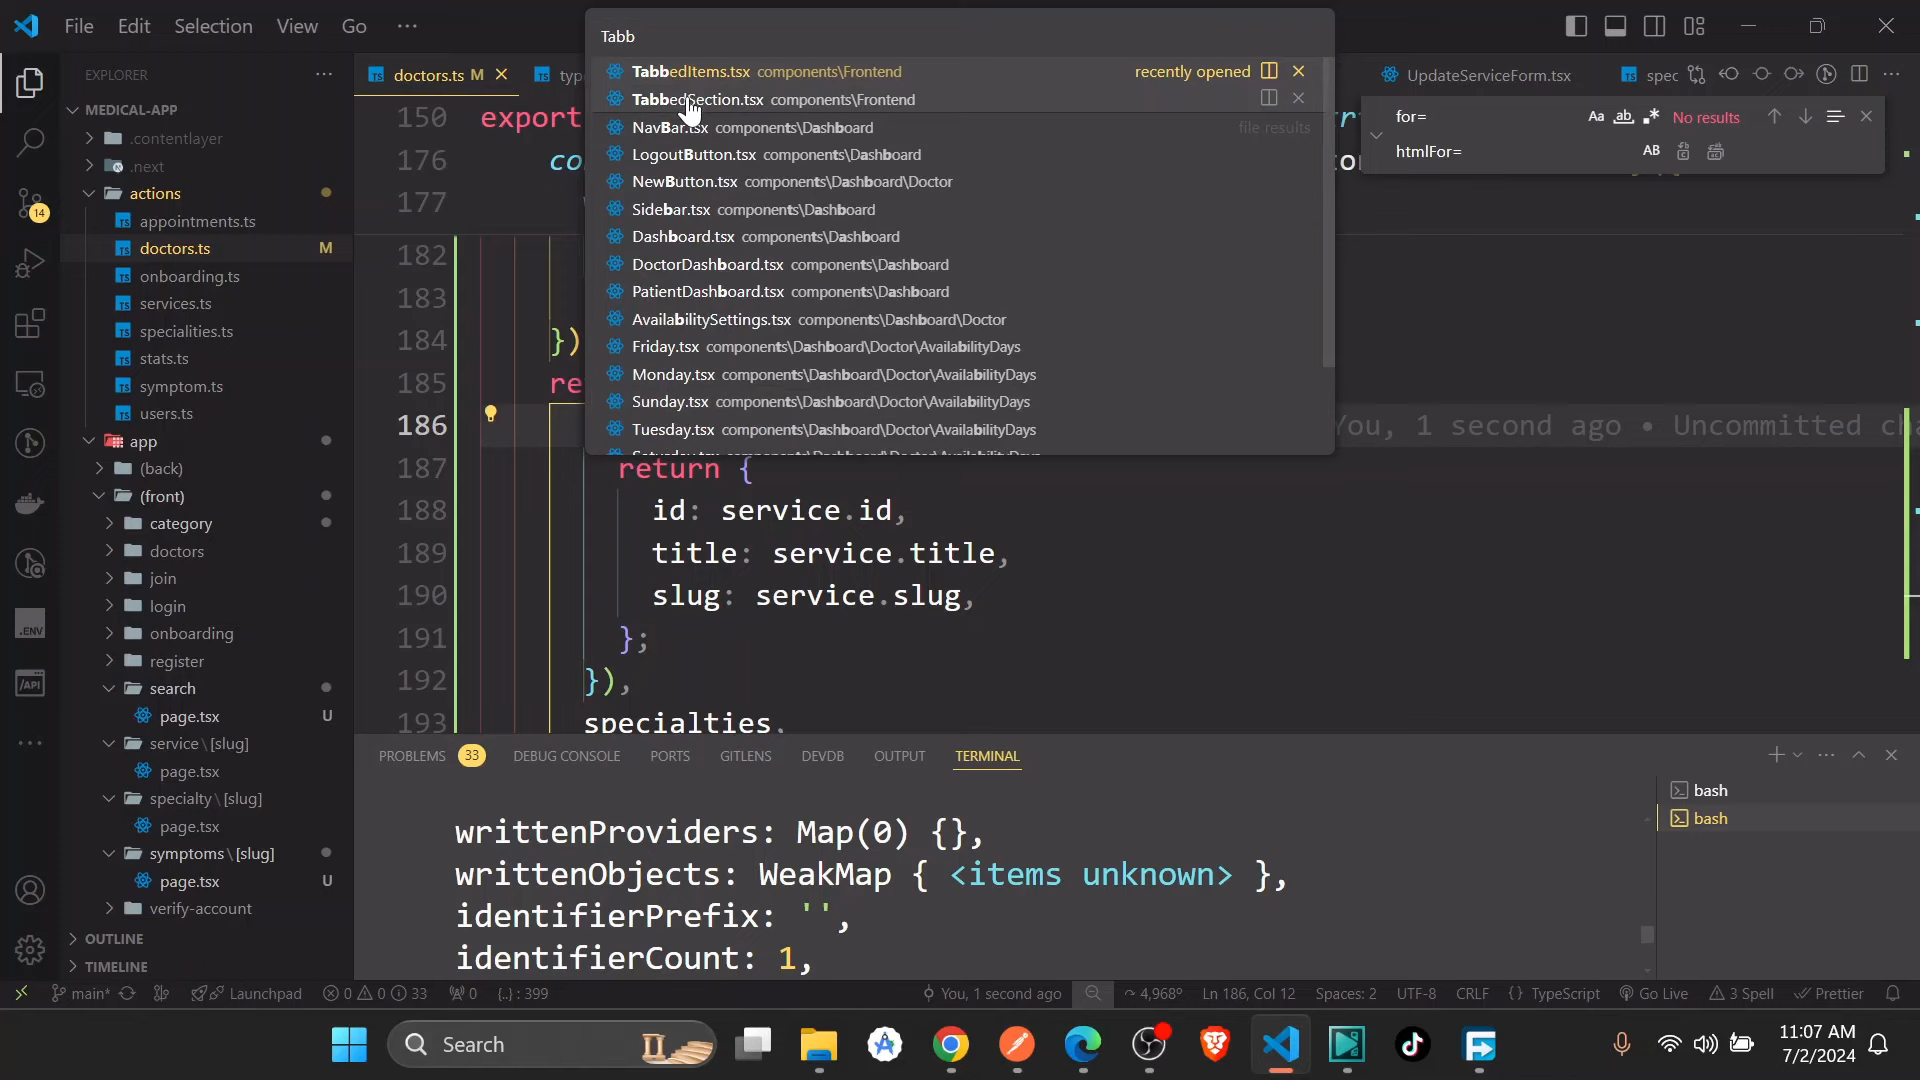 File Edit Selection View Go ...
Tabb
TabbedItems.tsx components\Frontend recently opened
TabbedSection.tsx components\Frontend
NavBar.tsx components\Dashboard file results
LogoutButton.tsx components\Dashboard
NewButton.tsx components\Dashboard\Doctor
Sidebar.tsx components\Dashboard
Dashboard.tsx components\Dashboard
DoctorDashboard.tsx components\Dashboard
PatientDashboard.tsx components\Dashboard
AvailabilitySettings.tsx components\Dashboard\Doctor
Friday.tsx components\Dashboard\Doctor\AvailabilityDays
Monday.tsx components\Dashboard\Doctor\AvailabilityDays
Sunday.tsx components\Dashboard\Doctor\AvailabilityDays
Tuesday.tsx components\Dashboard\Doctor\AvailabilityDays
EXPLORER
MEDICAL-APP
.contentlayer
.next
actions
appointments.ts
doctors.ts M
onboarding.ts
services.ts
specialities.ts
stats.ts
symptom.ts
users.ts
app
(back)
(front)
category
doctors
join
login
onboarding
register
search
page.tsx U
service\[slug]
page.tsx
specialty\[slug]
page.tsx
symptoms\[slug]
page.tsx U
verify-account
OUTLINE
TIMELINE
14
.ENV
/API
doctors.ts M
UpdateServiceForm.tsx
for= Aa ab No results
htmlFor= AB
150 export
176 co
177
182
183
184 })
185 re
186 You, 1 second ago • Uncommitted
187 return {
188 id: service.id,
189 title: service.title,
190 slug: service.slug,
191 };
192 }),
193 specialties,
PROBLEMS 33 DEBUG CONSOLE PORTS GITLENS DEVDB OUTPUT TERMINAL
writtenProviders: Map(0) {},
writtenObjects: WeakMap { <items unknown> },
identifierPrefix: '',
identifierCount: 1,
bash
bash
main* Launchpad 0 0 33 0 {..} : 399 You, 1 second ago 4,968º Ln 186, Col 12 Spaces: 2 UTF-8 CRLF {} TypeScript Go Live 3 Spell Prettier
Search
11:07 AM
7/2/2024